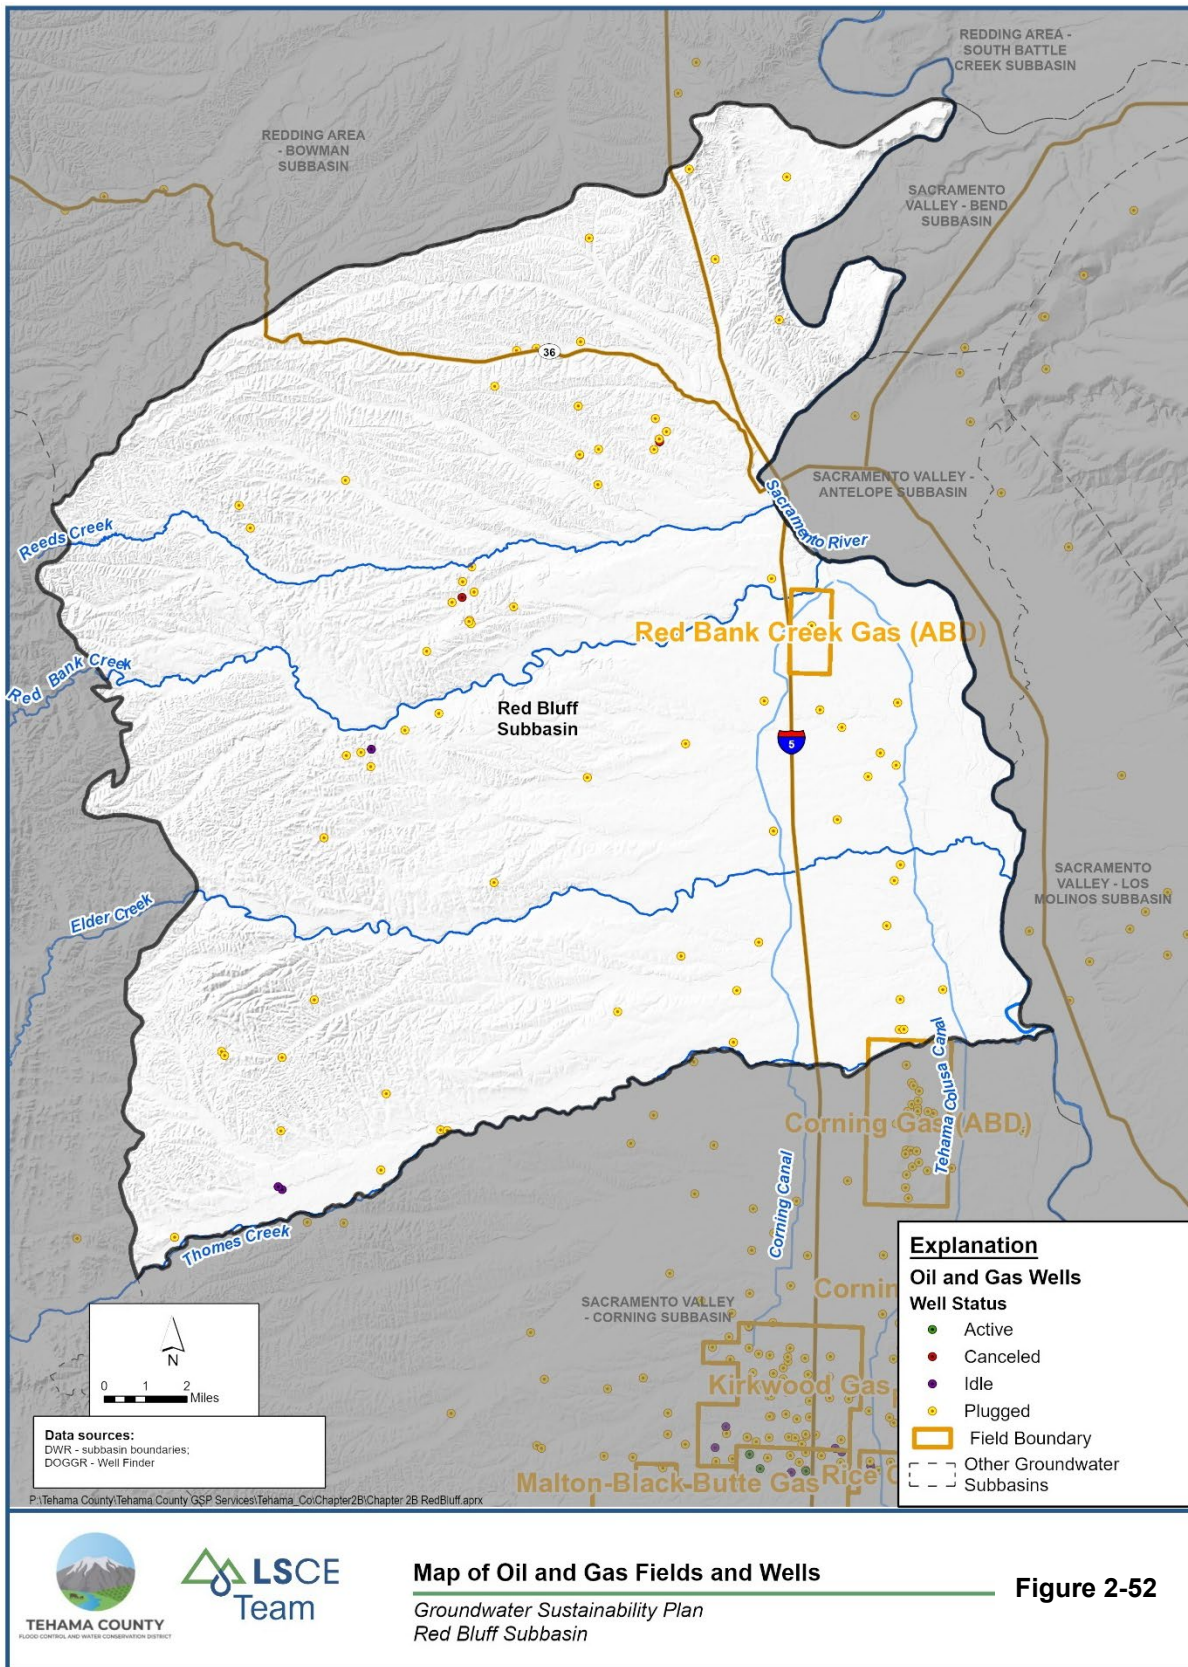 REDDING AREA -
SOUTH BATTLE
CREEK SUBBASIN
REDDING AREA
- BOWMAN
SUBBASIN
SACRAMENTO
VALLEY - BEND
SUBBASIN
36
SACRAMENTO VALLEY -
ANTELOPE SUBBASIN
Sacramento River
Reeds Creek
Red Bank Creek Gas (ABD)
Red Bank Creek
Red Bluff
Subbasin
5
SACRAMENTO
VALLEY - LOS
MOLINOS SUBBASIN
Elder Creek
Tehama Colusa Canal
Corning Gas (ABD)
Corning Canal
Thomes Creek
SACRAMENTO VALLEY
- CORNING SUBBASIN
Cornin
Kirkwood Gas
Malton-Black-Butte Gas
Rice
Explanation
Oil and Gas Wells
Well Status
Active
Canceled
Idle
Plugged
Field Boundary
Other Groundwater
Subbasins
N
0 1 2
Miles
Data sources:
DWR - subbasin boundaries;
DOGGR - Well Finder
P:\Tehama County\Tehama County GSP Services\Tehama_Co\Chapter2B\Chapter 2B RedBluff.aprx
TEHAMA COUNTY
FLOOD CONTROL AND WATER CONSERVATION DISTRICT
LSCE
Team
Map of Oil and Gas Fields and Wells
Groundwater Sustainability Plan
Red Bluff Subbasin
Figure 2-52